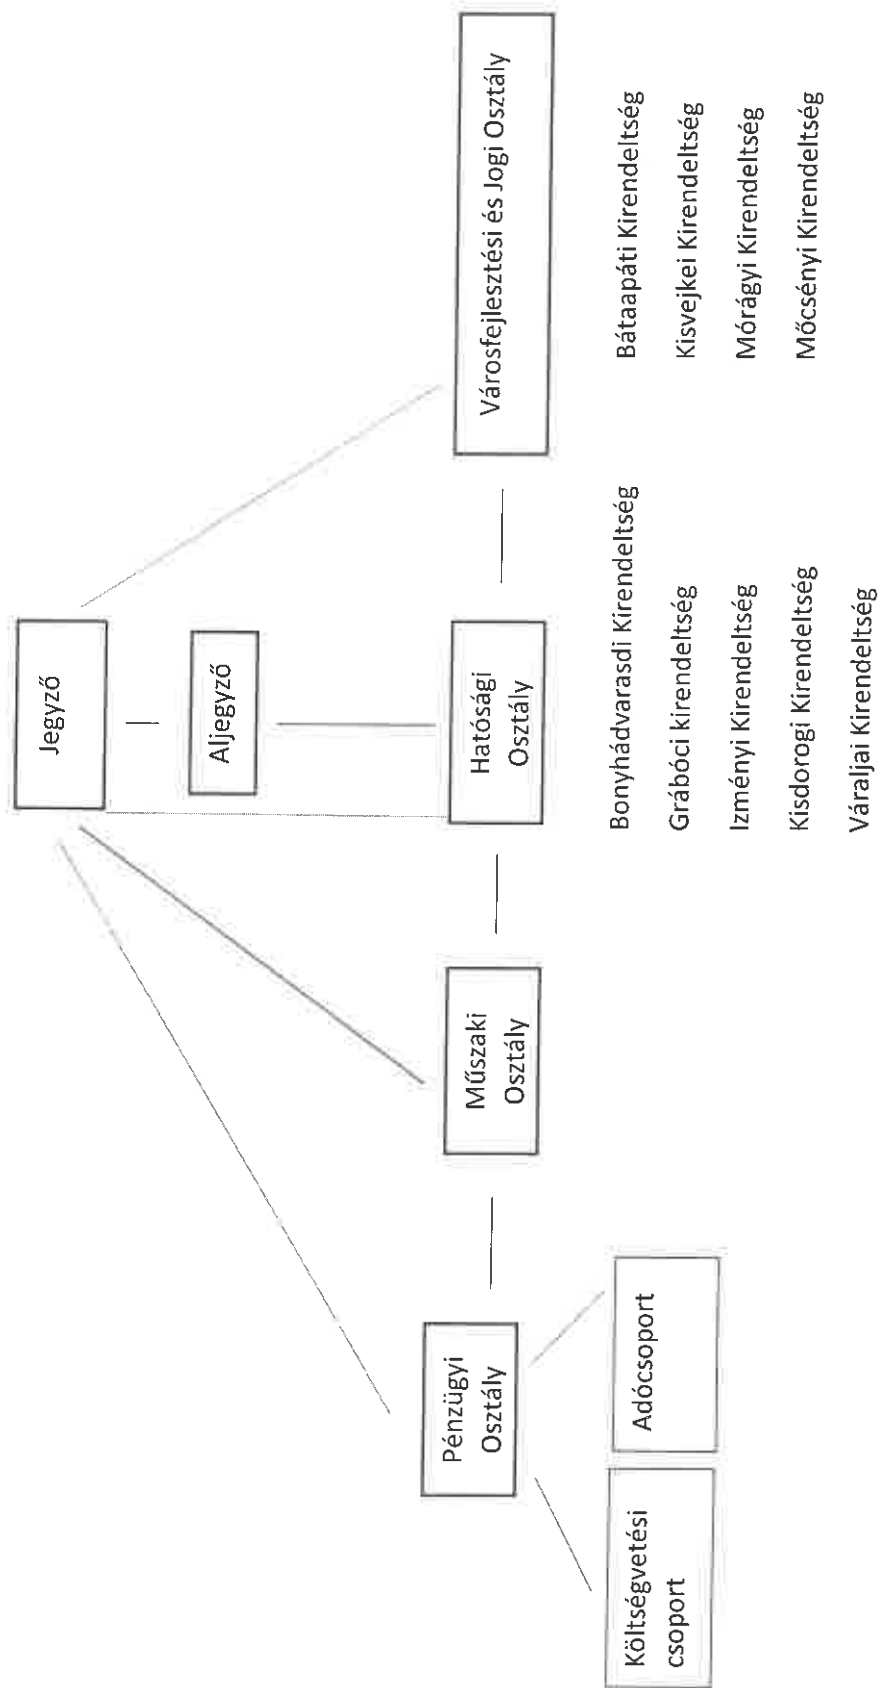 Jegyző
Aljegyző
Pénzügyi
Osztály
Műszaki
Osztály
Hatósági
Osztály
Városfejlesztési és Jogi Osztály
Költségvetési
csoport
Adócsoport
Bonyhádvarasdi Kirendeltség
Grábóci Kirendeltség
Izményi Kirendeltség
Kisdorogi Kirendeltség
Váraljai Kirendeltség
Bátaapáti Kirendeltség
Kisvejkei Kirendeltség
Mórágyi Kirendeltség
Mőcsényi Kirendeltség